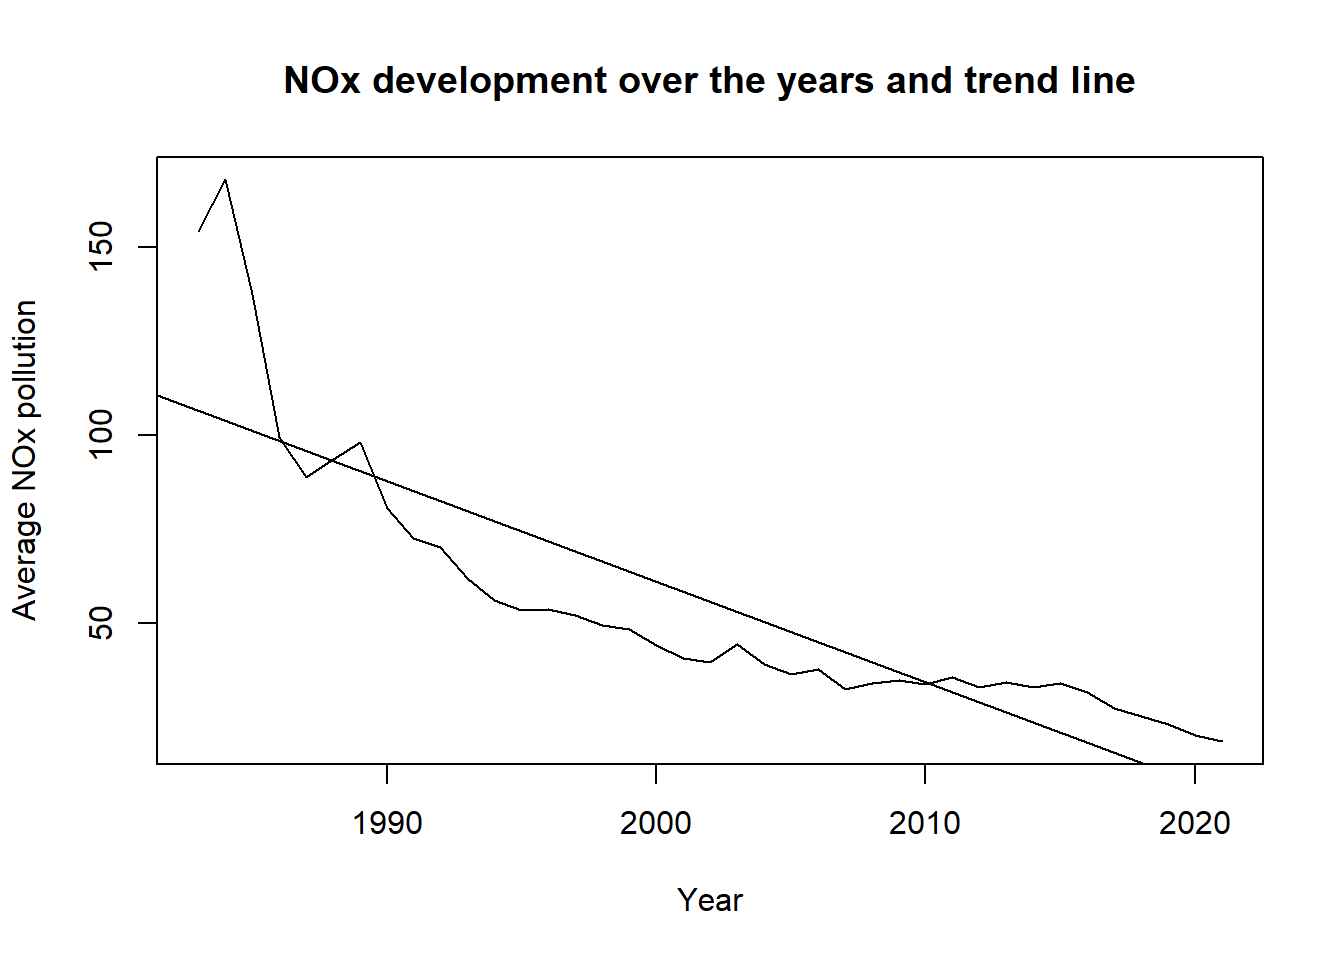 NOx development over the years and trend line
Average NOx pollution
150
100
50
1990
2000
2010
2020
Year